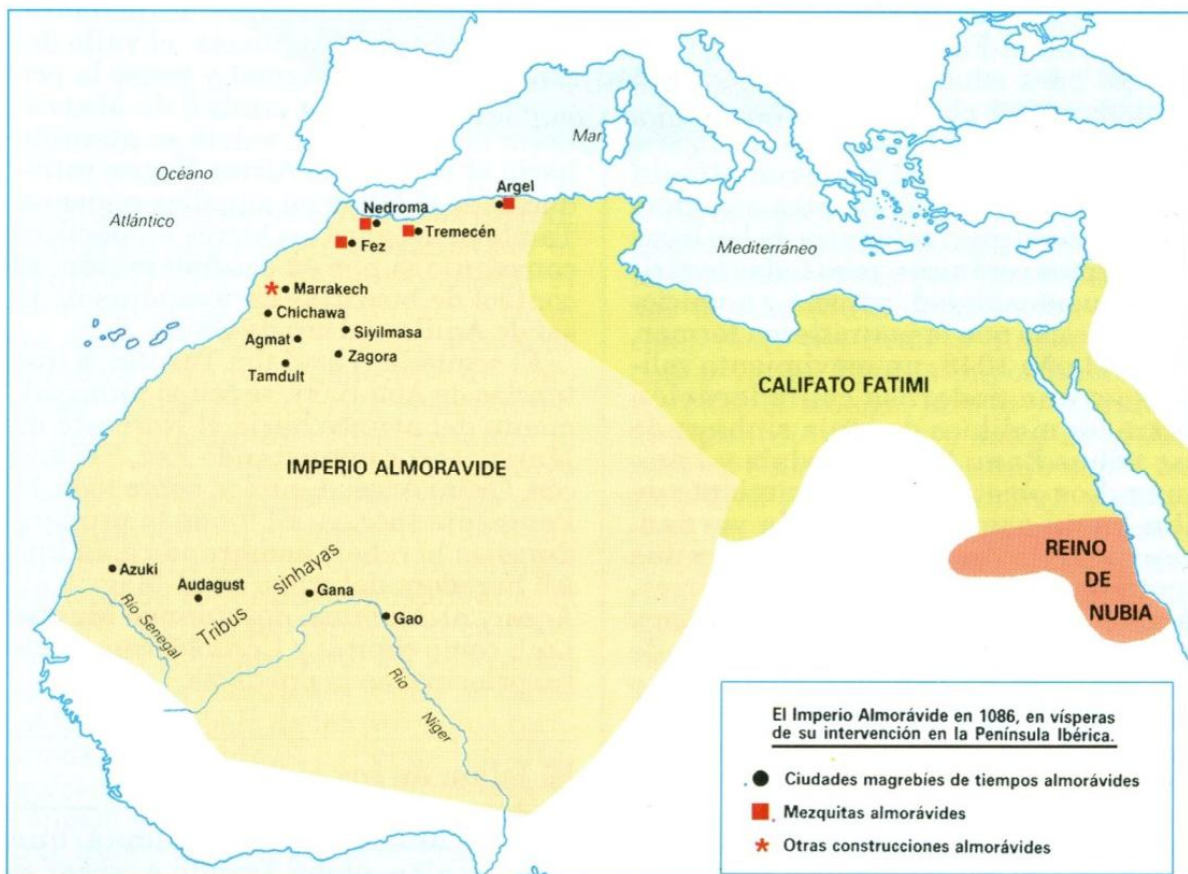 Océano
Atlántico
Mar
Mediterráneo
Argel
Nedroma
Tremecén
Fez
Marrakech
Chichawa
Siyilmasa
Agmat
Zagora
Tamdult
CALIFATO FATIMI
IMPERIO ALMORAVIDE
REINO
DE
NUBIA
Azuki
Audagust
Tribus sinhayas
Gana
Gao
Río Senegal
Río Niger
El Imperio Almorávide en 1086, en vísperas
de su intervención en la Península Ibérica.
Ciudades magrebíes de tiempos almorávides
Mezquitas almorávides
Otras construcciones almorávides